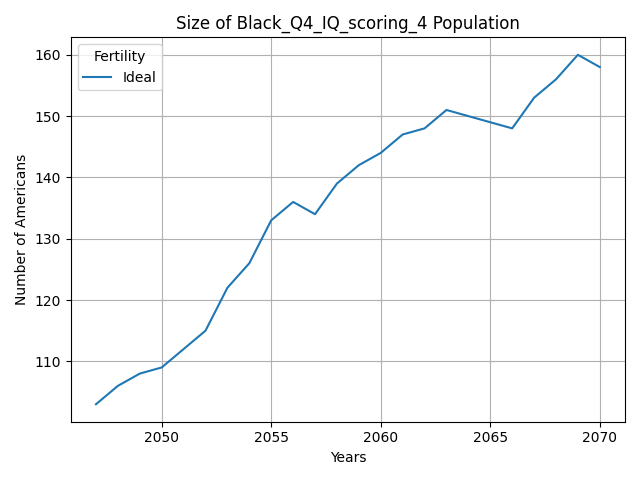 Size of Black_Q4_IQ_scoring_4 Population
Fertility
Ideal
Number of Americans
160
150
140
130
120
110
2050 2055 2060 2065 2070
Years